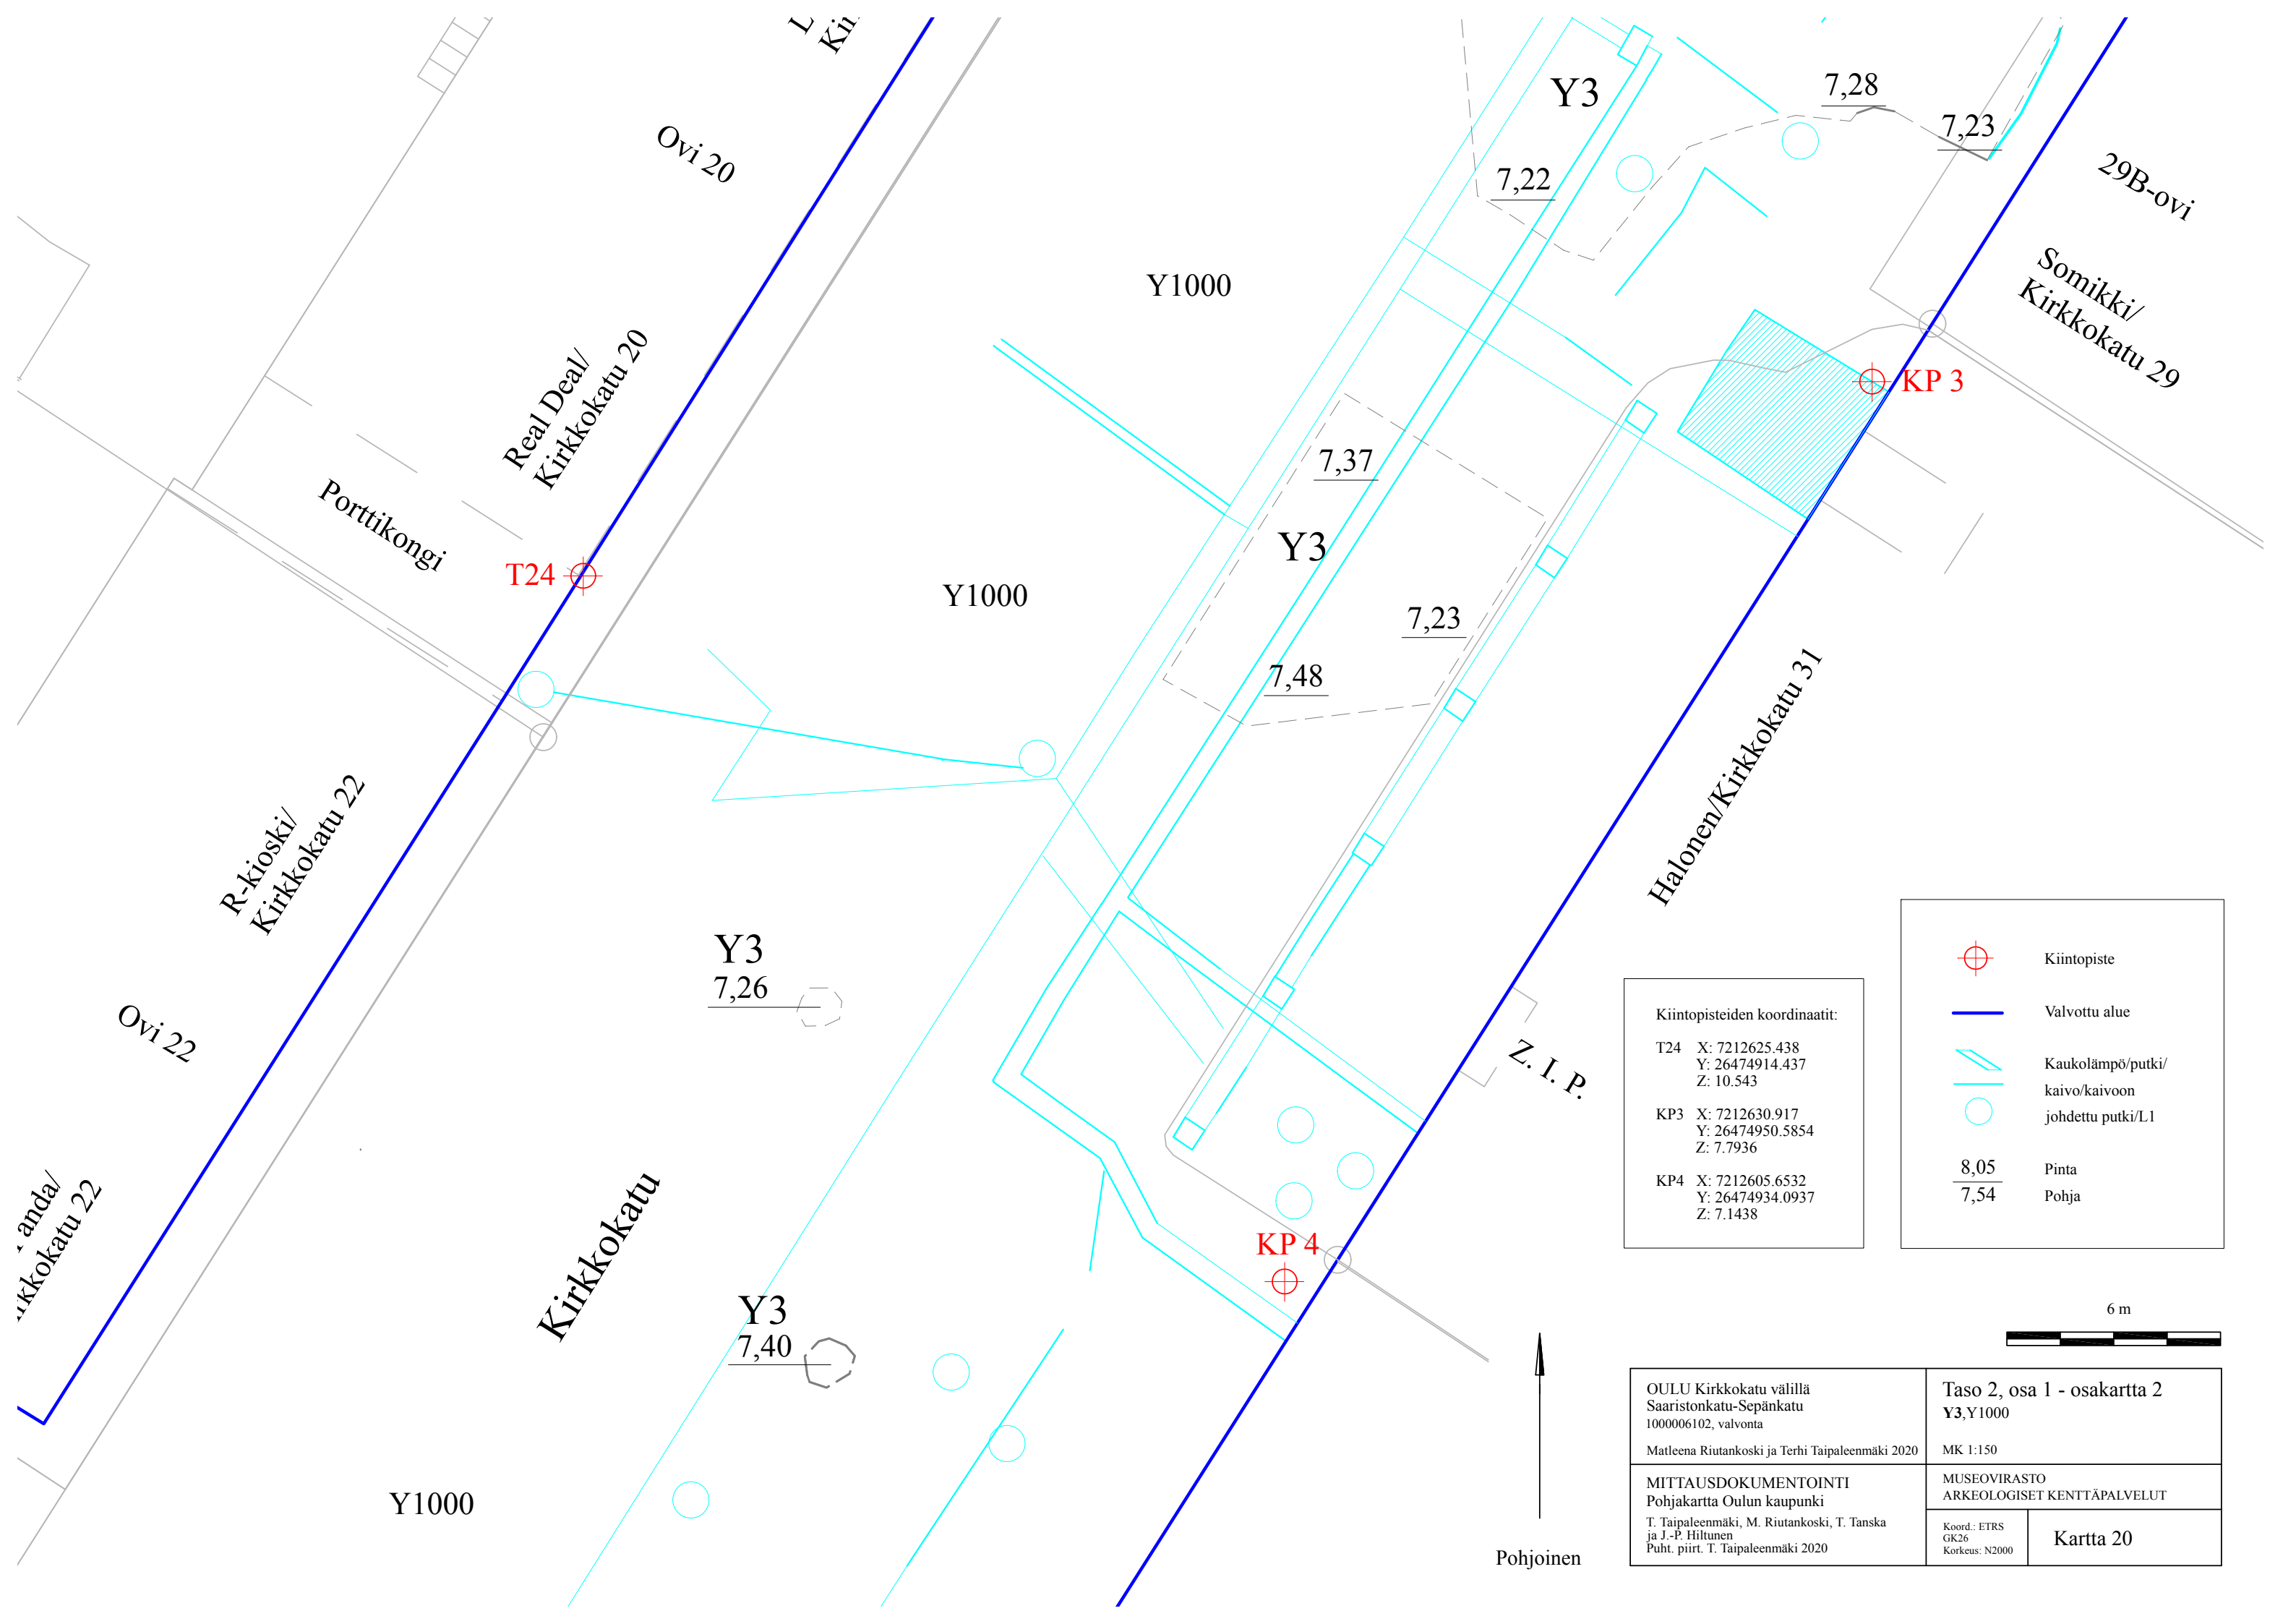 Y3
7,28
7,23
7,22
Ovi 20
29B-ovi
Somikki/
Kirkkokatu 29
Y1000
KP 3
Real Deal/
Kirkkokatu 20
7,37
Porttikongi
Y3
T24
Y1000
7,23
7,48
Halonen/Kirkkokatu 31
R-kioski/
Kirkkokatu 22
Y3
7,26
Ovi 22
Z. I. P.
Kirkkokatu
KP 4
Y3
7,40
Y1000
Kiintopisteiden koordinaatit:
T24 X: 7212625.438
Y: 26474914.437
Z: 10.543
KP3 X: 7212630.917
Y: 26474950.5854
Z: 7.7936
KP4 X: 7212605.6532
Y: 26474934.0937
Z: 7.1438
Kiintopiste
Valvottu alue
Kaukolämpö/putki/
kaivo/kaivoon
johdettu putki/L1
8,05 Pinta
7,54 Pohja
6 m
Pohjoinen
OULU Kirkkokatu välillä
Saaristonkatu-Sepänkatu
1000006102, valvonta
Matleena Riutankoski ja Terhi Taipaleenmäki 2020
Taso 2, osa 1 - osakartta 2
Y3,Y1000
MK 1:150
MITTAUSDOKUMENTOINTI
Pohjakartta Oulun kaupunki
T. Taipaleenmäki, M. Riutankoski, T. Tanska
ja J.-P. Hiltunen
Puht. piirt. T. Taipaleenmäki 2020
MUSEOVIRASTO
ARKEOLOGISET KENTTÄPALVELUT
Koord.: ETRS
GK26
Korkeus: N2000
Kartta 20